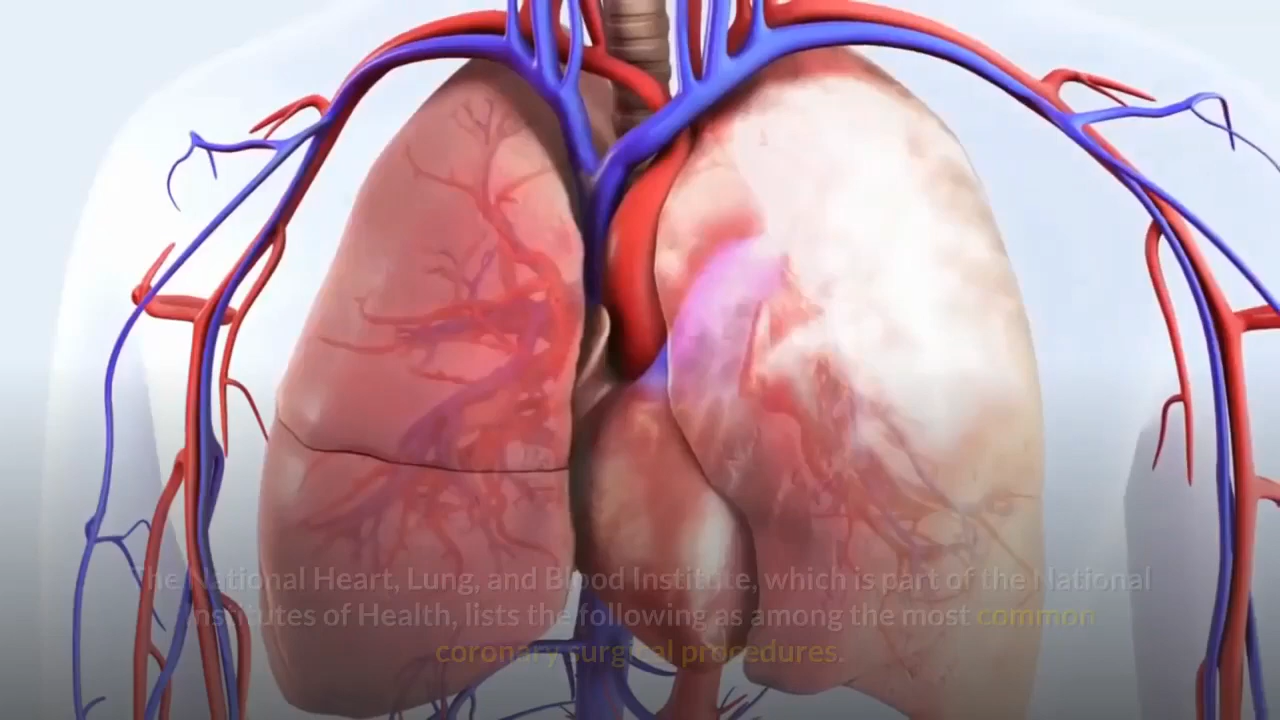 The National Heart, Lung, and Blood Institute, which is part of the National
Institutes of Health, lists the following as among the most common
coronary surgical procedures.